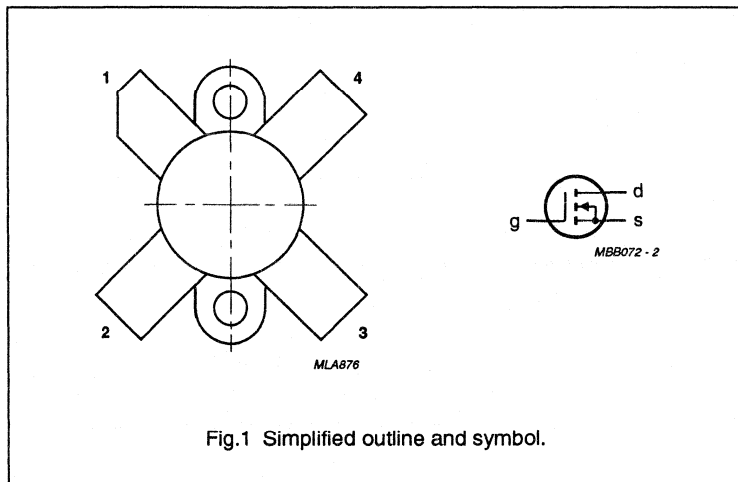 1
4
g
d
s
MBB072 - 2
2
3
MLA876
Fig.1 Simplified outline and symbol.